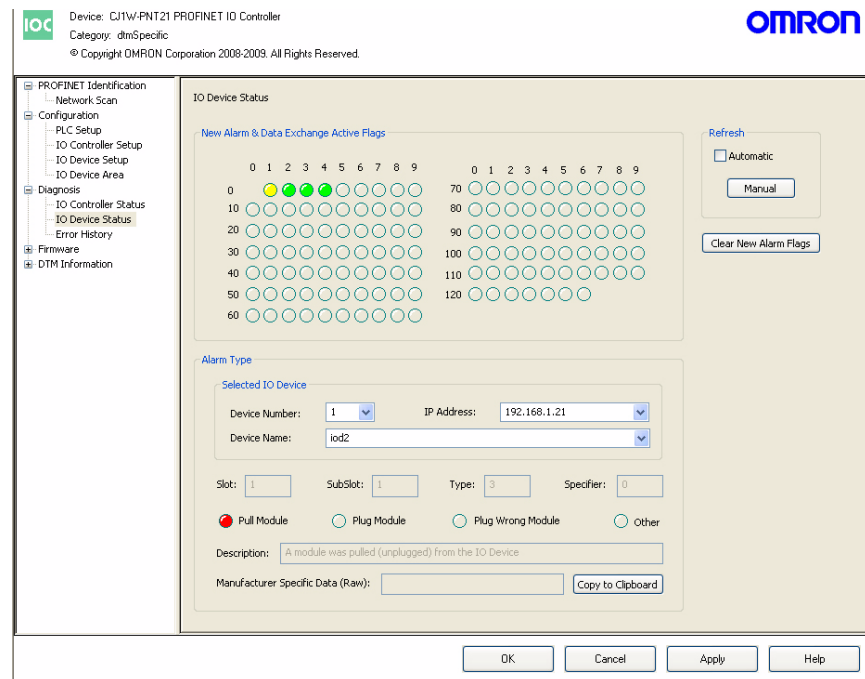 IOC
Device: CJ1W-PNT21 PROFINET IO Controller
Category: dtmSpecific
© Copyright OMRON Corporation 2008-2009. All Rights Reserved.
OMRON
PROFINET Identification
Network Scan
Configuration
PLC Setup
IO Controller Setup
IO Device Setup
IO Device Area
Diagnosis
IO Controller Status
IO Device Status
Error History
Firmware
DTM Information
IO Device Status
New Alarm & Data Exchange Active Flags
0 1 2 3 4 5 6 7 8 9
0
10
20
30
40
50
60
0 1 2 3 4 5 6 7 8 9
70
80
90
100
110
120
Refresh
Automatic
Manual
Clear New Alarm Flags
Alarm Type
Selected IO Device
Device Number: 1 IP Address: 192.168.1.21
Device Name: iod2
Slot: 1 SubSlot: 1 Type: 3 Specifier: 0
Pull Module Plug Module Plug Wrong Module Other
Description: A module was pulled (unplugged) from the IO Device
Manufacturer Specific Data (Raw): Copy to Clipboard
OK Cancel Apply Help